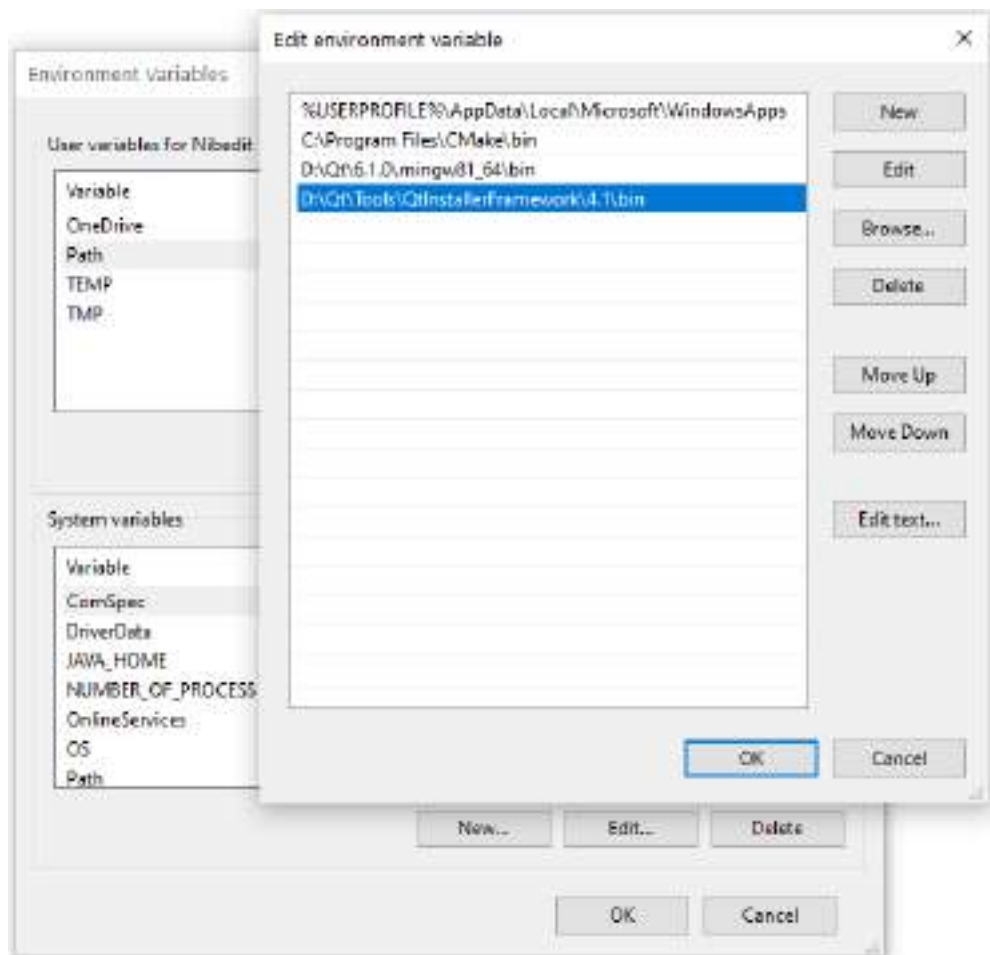 Edit environment variable
%USERPROFILE%\AppData\Local\Microsoft\WindowsApps
C:\Program Files\CMake\bin
D:\Qt\6.1.0\mingw81_64\bin
D:\Qt\Tools\QtInstallerFramework\4.1\bin
New
Edit
Browse...
Delete
Move Up
Move Down
Edit text...
OK
Cancel
Environment Variables
User variables for Nibedit
Variable
OneDrive
Path
TEMP
TMP
System variables
Variable
ComSpec
DriverData
JAVA_HOME
NUMBER_OF_PROCESS
OnlineServices
OS
Path
New...
Edit...
Delete
OK
Cancel